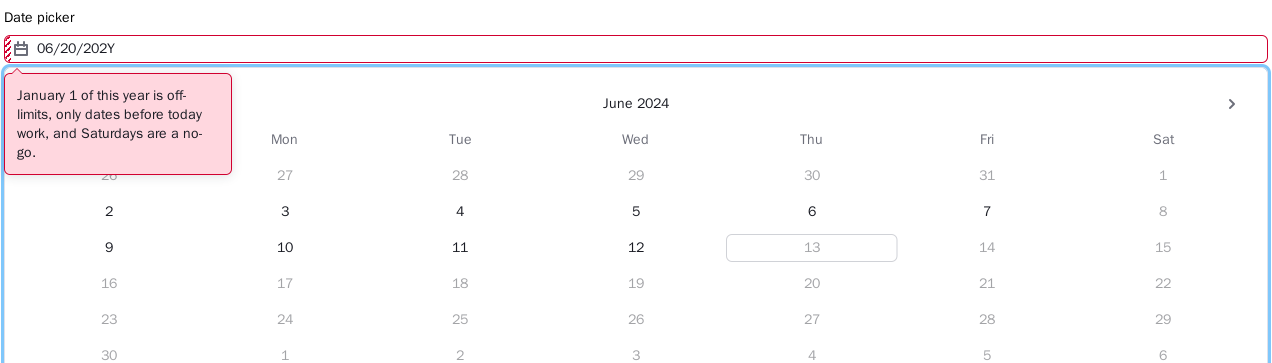 Date picker
06/20/202Y
January 1 of this year is off-
limits, only dates before today
work, and Saturdays are a no-
go.
June 2024
Mon Tue Wed Thu Fri Sat
26 27 28 29 30 31 1
2 3 4 5 6 7 8
9 10 11 12 13 14 15
16 17 18 19 20 21 22
23 24 25 26 27 28 29
30 1 2 3 4 5 6